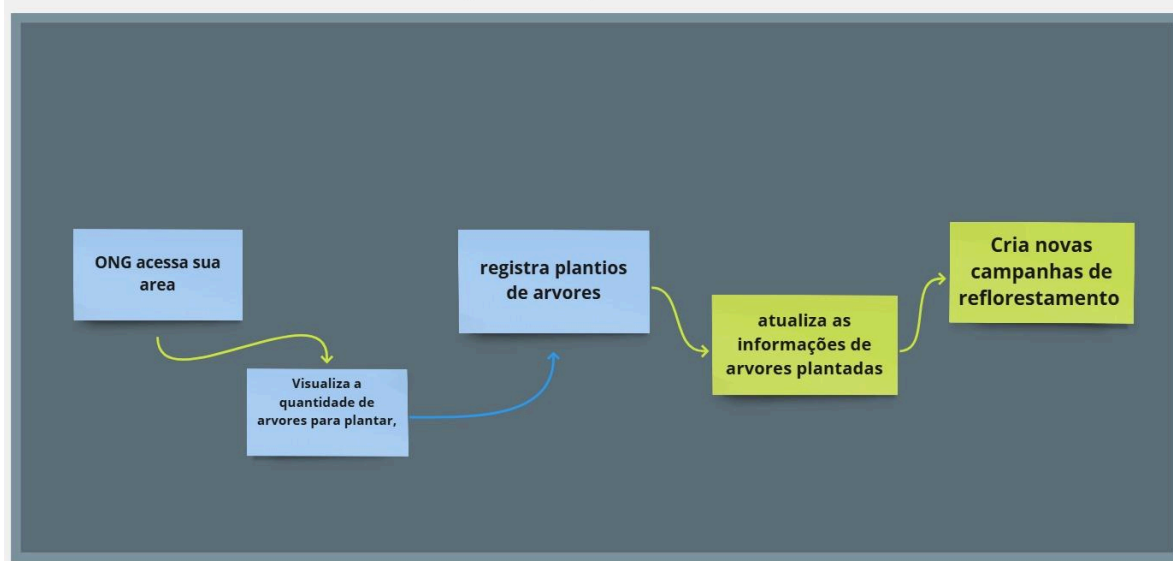 ONG acessa sua
area
Visualiza a
quantidade de
arvores para plantar,
registra plantios
de arvores
atualiza as
informações de
arvores plantadas
Cria novas
campanhas de
reflorestamento